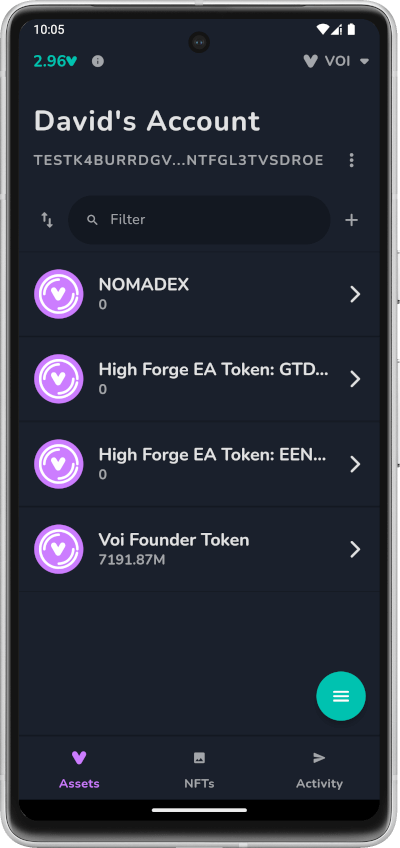 10:05
2.96
VOI
David's Account
TESTK4BURRDGV...NTFGL3TVSDROE
Filter
NOMADEX
0
High Forge EA Token: GTD...
0
High Forge EA Token: EEN...
0
Voi Founder Token
7191.87M
Assets
NFTs
Activity